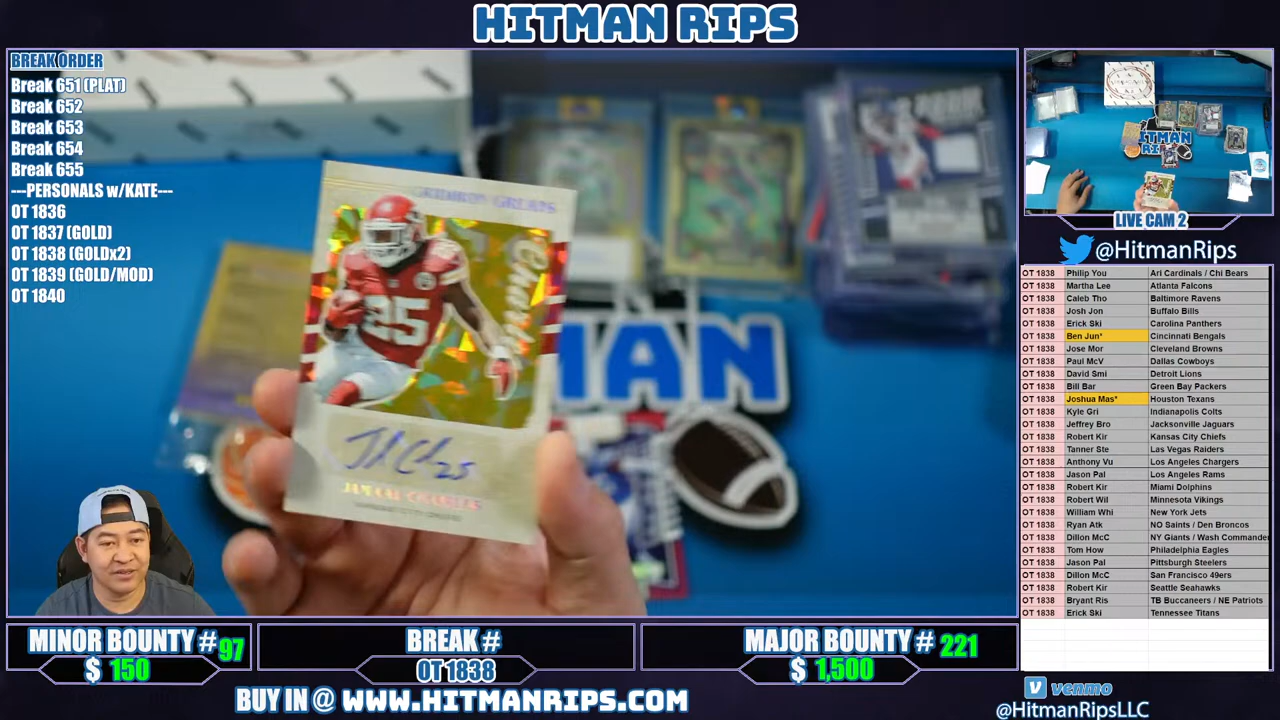 HITMAN RIPS
BREAK ORDER
Break 651 (PLAT)
Break 652
Break 653
Break 654
Break 655
---PERSONALS w/KATE---
OT 1836
OT 1837 (GOLD)
OT 1838 (GOLDx2)
OT 1839 (GOLD/MOD)
OT 1840
GRIDIRON GREATS
Chiefs
25
JAMAAL CHARLES
MAN
HITMAN
LIVE CAM 2
@HitmanRips
OT 1838 Philip You Ari Cardinals / Chi Bears
OT 1838 Martha Lee Atlanta Falcons
OT 1838 Caleb Tho Baltimore Ravens
OT 1838 Josh Jon Buffalo Bills
OT 1838 Erick Ski Carolina Panthers
OT 1838 Ben Jun* Cincinnati Bengals
OT 1838 Jose Mor Cleveland Browns
OT 1838 Paul McV Dallas Cowboys
OT 1838 David Smi Detroit Lions
OT 1838 Bill Bar Green Bay Packers
OT 1838 Joshua Mas* Houston Texans
OT 1838 Kyle Gri Indianapolis Colts
OT 1838 Jeffrey Bro Jacksonville Jaguars
OT 1838 Robert Kir Kansas City Chiefs
OT 1838 Tanner Ste Las Vegas Raiders
OT 1838 Anthony Vu Los Angeles Chargers
OT 1838 Jason Pal Los Angeles Rams
OT 1838 Robert Kir Miami Dolphins
OT 1838 Robert Wil Minnesota Vikings
OT 1838 William Whi New York Jets
OT 1838 Ryan Atk NO Saints / Den Broncos
OT 1838 Dillon McC NY Giants / Wash Commander
OT 1838 Tom How Philadelphia Eagles
OT 1838 Jason Pal Pittsburgh Steelers
OT 1838 Dillon McC San Francisco 49ers
OT 1838 Robert Kir Seattle Seahawks
OT 1838 Bryant Ris TB Buccaneers / NE Patriots
OT 1838 Erick Ski Tennessee Titans
MINOR BOUNTY # 97
$ 150
BREAK #
OT 1838
MAJOR BOUNTY # 221
$ 1,500
BUY IN @ WWW.HITMANRIPS.COM
venmo
@HitmanRipsLLC